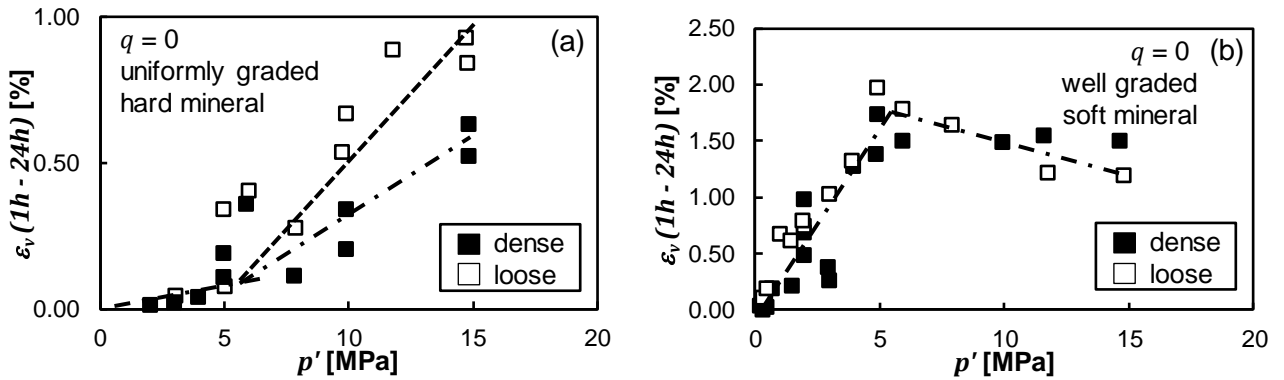 1.00
0.50
0.00
ε_v (1h - 24h) [%]
q = 0
uniformly graded
hard mineral
(a)
dense
loose
0 5 10 15 20
p' [MPa]
2.50
2.00
1.50
1.00
0.50
0.00
ε_v (1h - 24h) [%]
q = 0 (b)
well graded
soft mineral
dense
loose
0 5 10 15 20
p' [MPa]